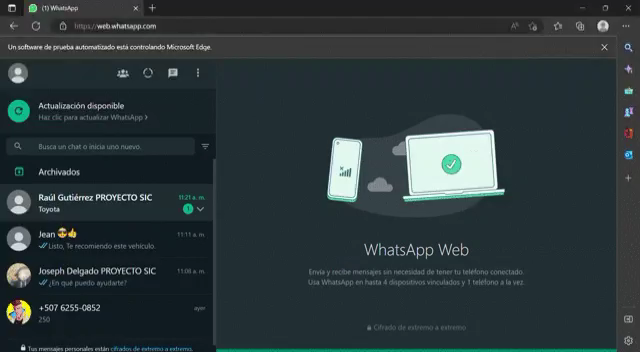 (1) WhatsApp
https://web.whatsapp.com
Un software de prueba automatizado está controlando Microsoft Edge.
Actualización disponible
Haz clic para actualizar WhatsApp
Busca un chat o inicia uno nuevo.
Archivados
Raúl Gutiérrez PROYECTO SIC
11:21 a. m.
Toyota
1
Jean 😎👍
11:11 a. m.
Listo, Te recomiendo este vehículo.
Joseph Delgado PROYECTO SIC
11:08 a. m.
¿En qué puedo ayudarte?
+507 6255-0852
ayer
250
Tus mensajes personales están cifrados de extremo a extremo.
WhatsApp Web
Envía y recibe mensajes sin necesidad de tener tu teléfono conectado.
Usa WhatsApp en hasta 4 dispositivos vinculados y 1 teléfono a la vez.
Cifrado de extremo a extremo